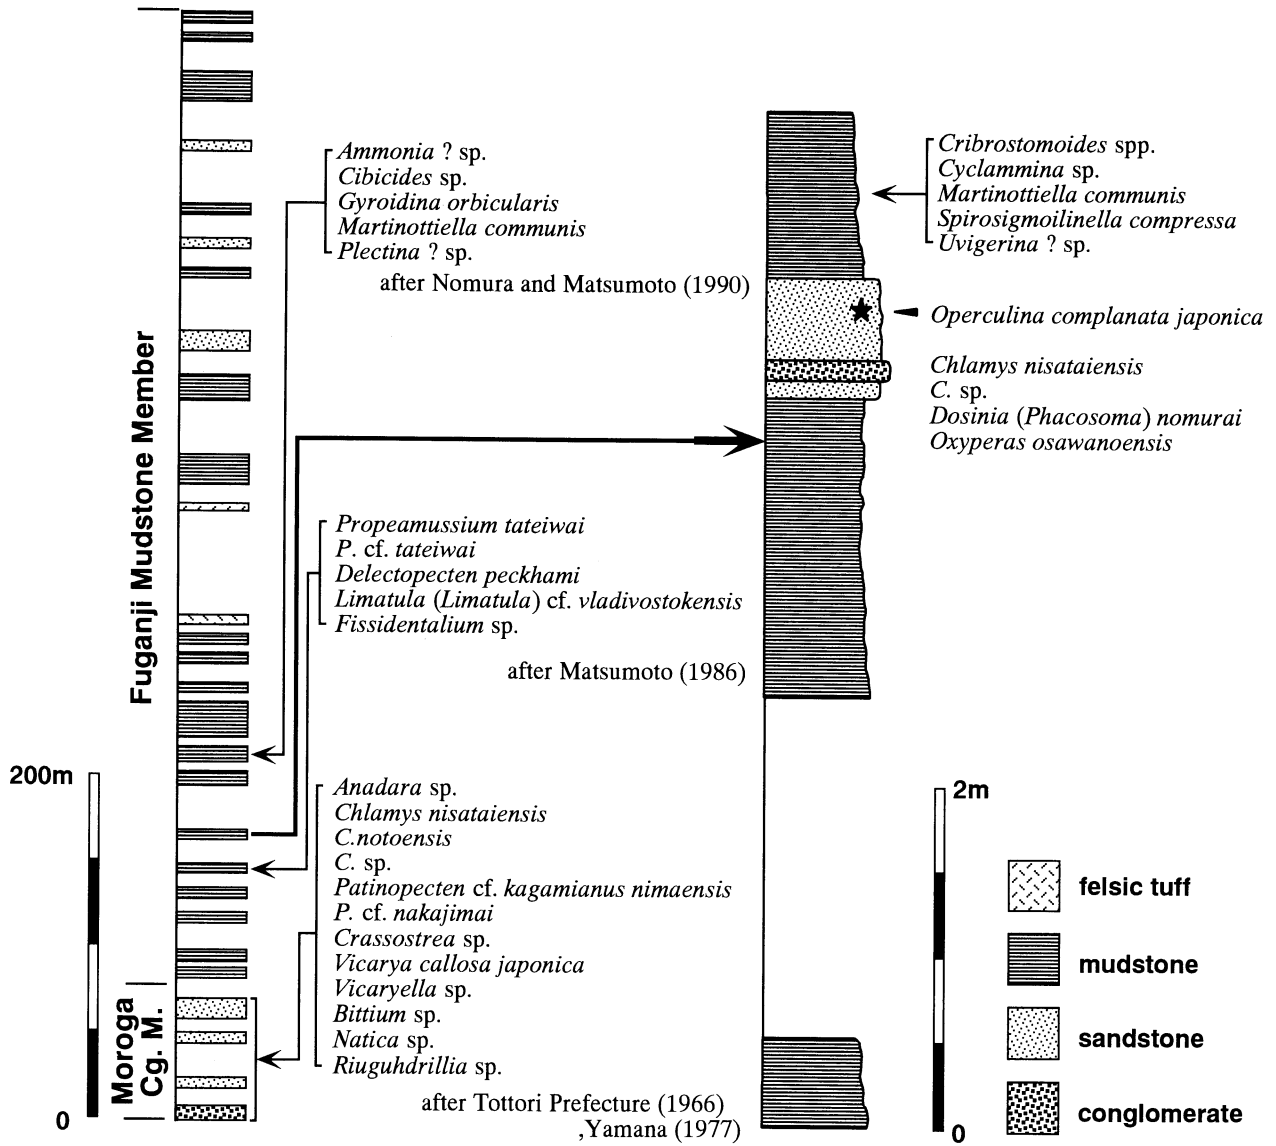 Fuganji Mudstone Member
Moroga
Cg. M.
200m
0
Ammonia ? sp.
Cibicides sp.
Gyroidina orbicularis
Martinottiella communis
Plectina ? sp.
after Nomura and Matsumoto (1990)
Propeamussium tateiwai
P. cf. tateiwai
Delectopecten peckhami
Limatula (Limatula) cf. vladivostokensis
Fissidentalium sp.
after Matsumoto (1986)
Anadara sp.
Chlamys nisataiensis
C.notoensis
C. sp.
Patinopecten cf. kagamianus nimaensis
P. cf. nakajimai
Crassostrea sp.
Vicarya callosa japonica
Vicaryella sp.
Bittium sp.
Natica sp.
Riuguhdrillia sp.
after Tottori Prefecture (1966)
,Yamana (1977)
Cribrostomoides spp.
Cyclammina sp.
Martinottiella communis
Spirosigmoilinella compressa
Uvigerina ? sp.
Operculina complanata japonica
Chlamys nisataiensis
C. sp.
Dosinia (Phacosoma) nomurai
Oxyperas osawanoensis
2m
0
felsic tuff
mudstone
sandstone
conglomerate